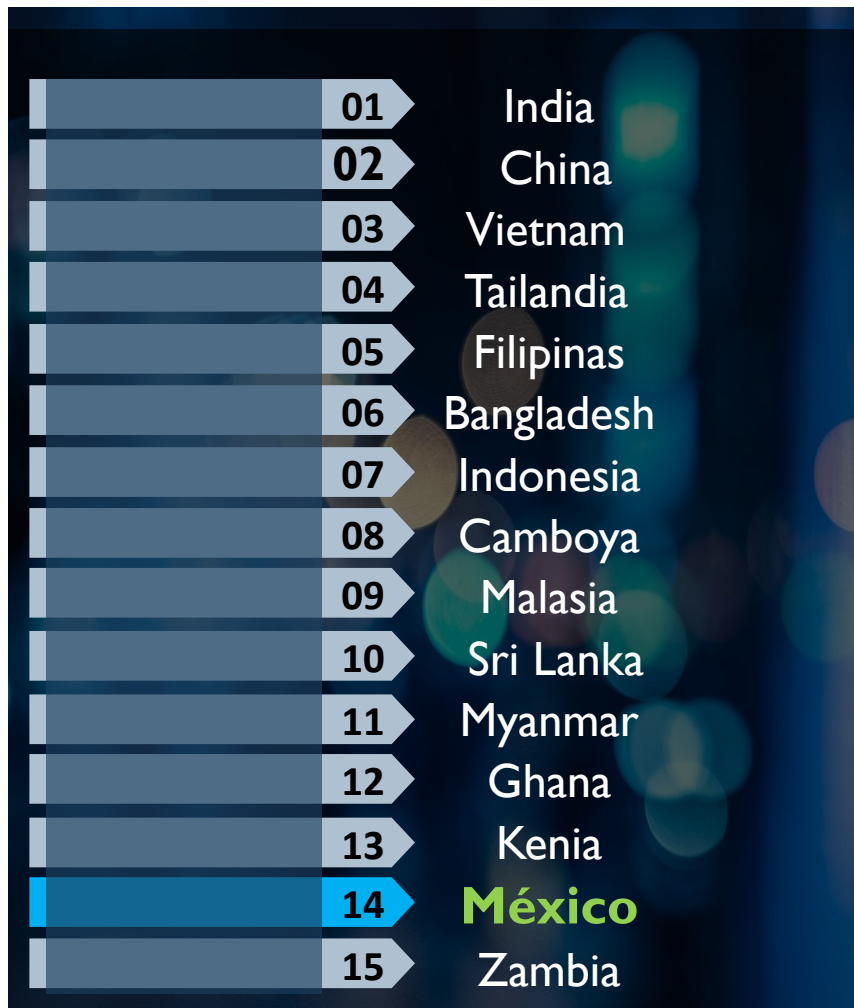 01 India
02 China
03 Vietnam
04 Tailandia
05 Filipinas
06 Bangladesh
07 Indonesia
08 Camboya
09 Malasia
10 Sri Lanka
11 Myanmar
12 Ghana
13 Kenia
14 México
15 Zambia